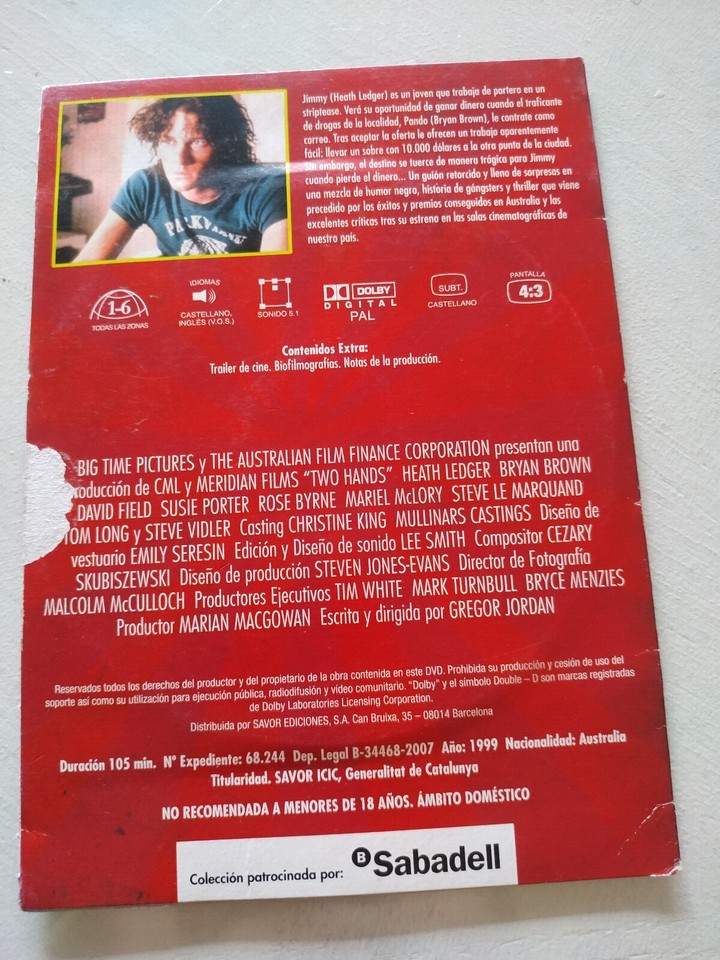 Jimmy (Heath Ledger) es un joven que trabaja de portero en un
striptease. Verá su oportunidad de ganar dinero cuando el traficante
de drogas de la localidad, Pando (Bryan Brown), le contrate como
correo. Tras aceptar la oferta le ofrecen un trabajo aparentemente
fácil: llevar un sobre con 10.000 dólares a la otra punta de la ciudad.
Sin embargo, el destino se tuerce de manera trágica para Jimmy
cuando pierde el dinero... Un guión retorcido y lleno de sorpresas en
una mezcla de humor negro, historia de gángsters y thriller que viene
precedido por los éxitos y premios conseguidos en Australia y las
excelentes criticas tras su estreno en las salas cinematográficas de
nuestro país.
1-6
TODAS LAS ZONAS
IDIOMAS
CASTELLANO,
INGLÉS (V.O.S.)
SONIDO 5.1
DOLBY
DIGITAL
PAL
SUBT.
CASTELLANO
PANTALLA
4:3
Contenidos Extra:
Trailer de cine. Biofilmografías. Notas de la producción.
BIG TIME PICTURES y THE AUSTRALIAN FILM FINANCE CORPORATION presentan una
roducción de CML y MERIDIAN FILMS "TWO HANDS" HEATH LEDGER BRYAN BROWN
DAVID FIELD SUSIE PORTER ROSE BYRNE MARIEL McLORY STEVE LE MARQUAND
TOM LONG y STEVE VIDLER Casting CHRISTINE KING MULLINARS CASTINGS Diseño de
vestuario EMILY SERESIN Edición y Diseño de sonido LEE SMITH Compositor CEZARY
SKUBISZEWSKI Diseño de producción STEVEN JONES-EVANS Director de Fotografía
MALCOLM McCULLOCH Productores Ejecutivos TIM WHITE MARK TURNBULL BRYCE MENZIES
Productor MARIAN MACGOWAN Escrita y dirigida por GREGOR JORDAN
Reservados todos los derechos del productor y del propietario de la obra contenida en este DVD. Prohibida su producción y cesión de uso del
soporte así como su utilización para ejecución pública, radiodifusión y vídeo comunitario. "Dolby" y el símbolo Double – D son marcas registradas
de Dolby Laboratories Licensing Corporation.
Distribuida por SAVOR EDICIONES, S.A. Can Bruixa, 35 – 08014 Barcelona
Duración 105 min. Nº Expediente: 68.244 Dep. Legal B-34468-2007 Año: 1999 Nacionalidad: Australia
Titularidad. SAVOR ICIC, Generalitat de Catalunya
NO RECOMENDADA A MENORES DE 18 AÑOS. ÁMBITO DOMÉSTICO
Colección patrocinada por: B Sabadell